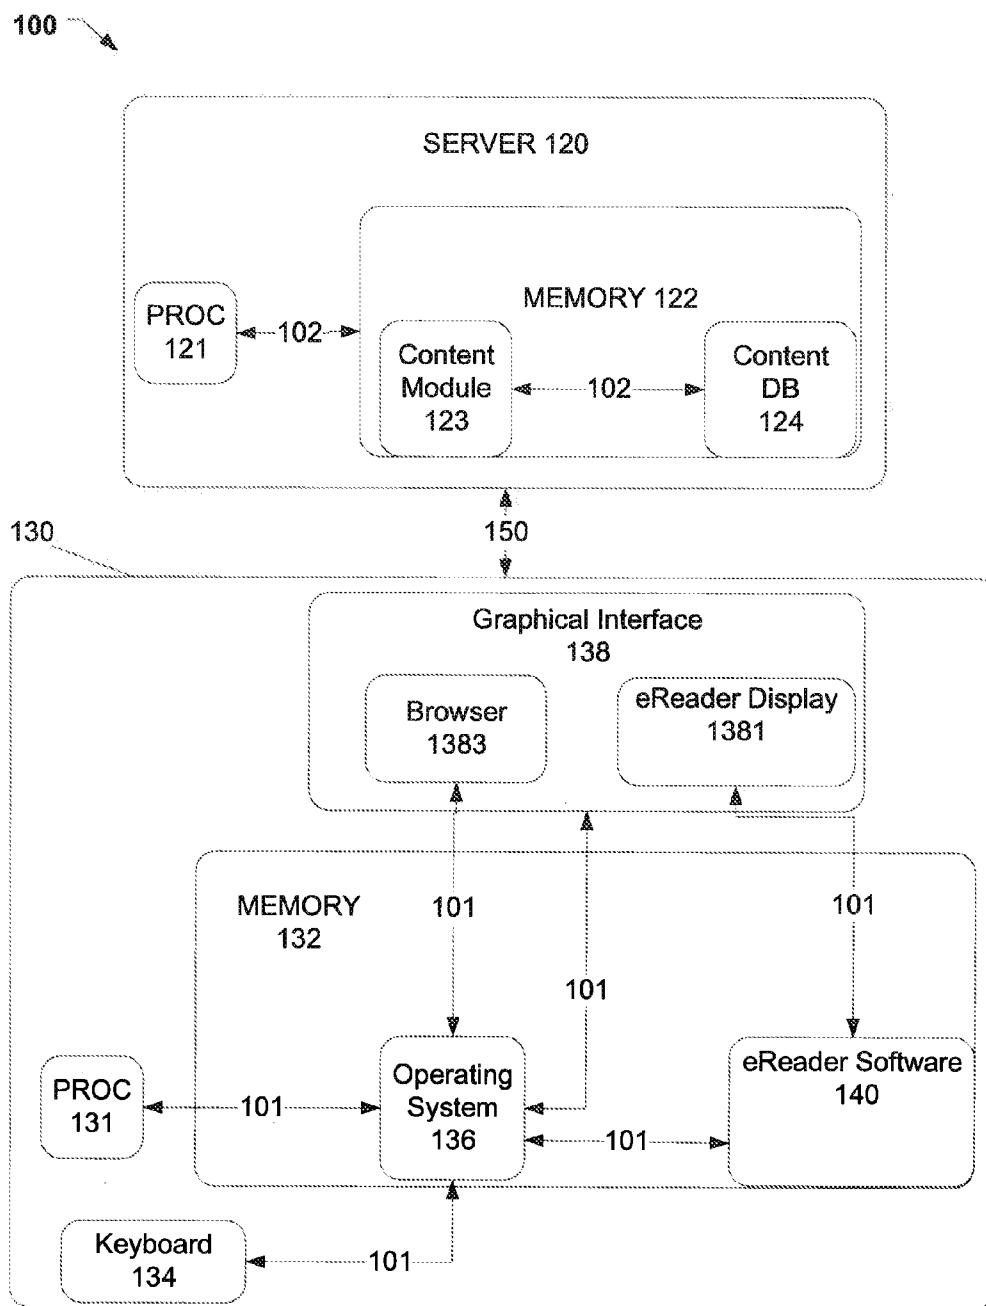 100
SERVER 120
MEMORY 122
PROC
121
102
Content
Module
123
102
Content
DB
124
150
130
Graphical Interface
138
Browser
1383
eReader Display
1381
MEMORY
132
101
101
101
PROC
131
101
Operating
System
136
101
eReader Software
140
Keyboard
134
101